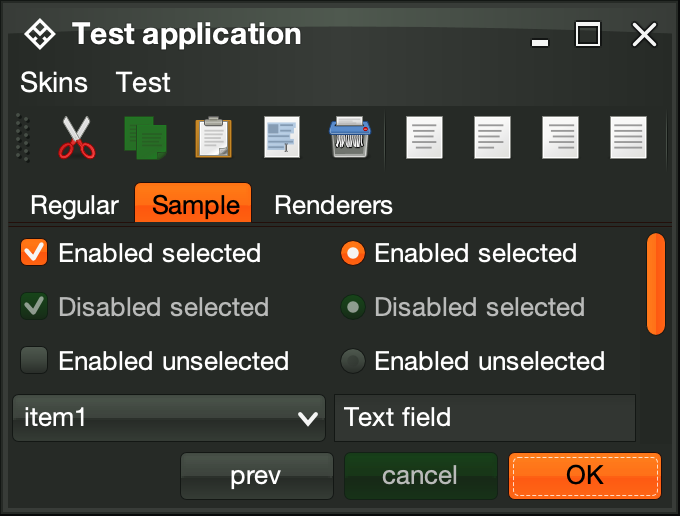 Test application
Skins Test
Regular Sample Renderers
Enabled selected Enabled selected
Disabled selected Disabled selected
Enabled unselected Enabled unselected
item1 Text field
prev cancel OK